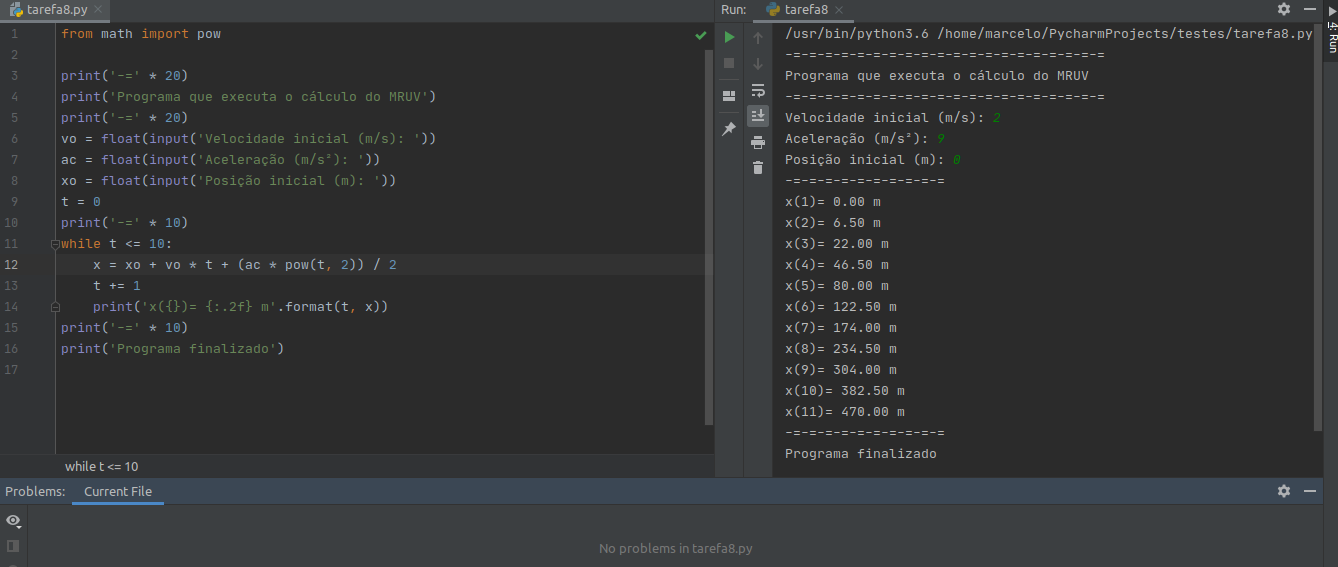 tarefa8.py
1 from math import pow
2
3 print('-=' * 20)
4 print('Programa que executa o cálculo do MRUV')
5 print('-=' * 20)
6 vo = float(input('Velocidade inicial (m/s): '))
7 ac = float(input('Aceleração (m/s²): '))
8 xo = float(input('Posição inicial (m): '))
9 t = 0
10 print('-=' * 10)
11 while t <= 10:
12     x = xo + vo * t + (ac * pow(t, 2)) / 2
13     t += 1
14     print('x({})= {:.2f} m'.format(t, x))
15 print('-=' * 10)
16 print('Programa finalizado')
17
while t <= 10
Run: tarefa8
/usr/bin/python3.6 /home/marcelo/PycharmProjects/testes/tarefa8.py
-=-=-=-=-=-=-=-=-=-=-=-=-=-=-=-=-=-=-=-=
Programa que executa o cálculo do MRUV
-=-=-=-=-=-=-=-=-=-=-=-=-=-=-=-=-=-=-=-=
Velocidade inicial (m/s): 2
Aceleração (m/s²): 9
Posição inicial (m): 0
-=-=-=-=-=-=-=-=-=-=
x(1)= 0.00 m
x(2)= 6.50 m
x(3)= 22.00 m
x(4)= 46.50 m
x(5)= 80.00 m
x(6)= 122.50 m
x(7)= 174.00 m
x(8)= 234.50 m
x(9)= 304.00 m
x(10)= 382.50 m
x(11)= 470.00 m
-=-=-=-=-=-=-=-=-=-=
Programa finalizado
4: Run
Problems: Current File
No problems in tarefa8.py